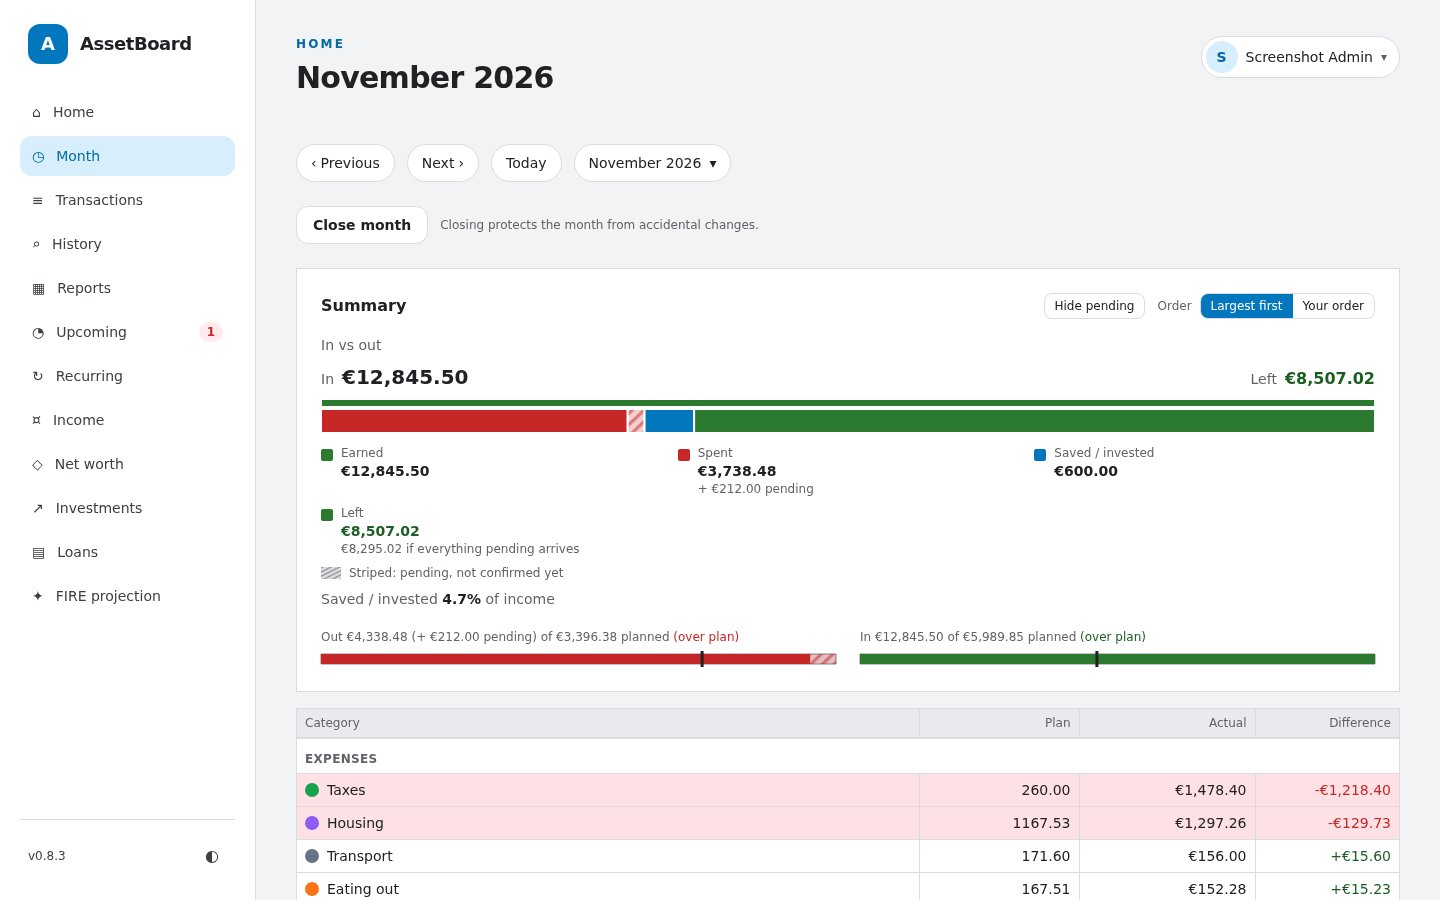 A AssetBoard
Home
Month
Transactions
History
Reports
Upcoming 1
Recurring
Income
Net worth
Investments
Loans
FIRE projection
v0.8.3
HOME
November 2026
S Screenshot Admin ▾
‹ Previous
Next ›
Today
November 2026 ▾
Close month
Closing protects the month from accidental changes.
Summary
Hide pending
Order
Largest first
Your order
In vs out
In €12,845.50
Left €8,507.02
Earned
€12,845.50
Spent
€3,738.48
+ €212.00 pending
Saved / invested
€600.00
Left
€8,507.02
€8,295.02 if everything pending arrives
Striped: pending, not confirmed yet
Saved / invested 4.7% of income
Out €4,338.48 (+ €212.00 pending) of €3,396.38 planned (over plan)
In €12,845.50 of €5,989.85 planned (over plan)
Category Plan Actual Difference
EXPENSES
Taxes 260.00 €1,478.40 -€1,218.40
Housing 1167.53 €1,297.26 -€129.73
Transport 171.60 €156.00 +€15.60
Eating out 167.51 €152.28 +€15.23